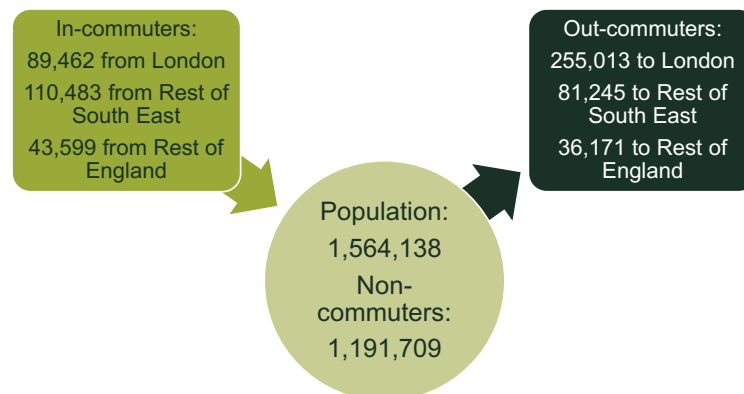 In-commuters:
89,462 from London
110,483 from Rest of
South East
43,599 from Rest of
England
Out-commuters:
255,013 to London
81,245 to Rest of
South East
36,171 to Rest of
England
Population:
1,564,138
Non-
commuters:
1,191,709